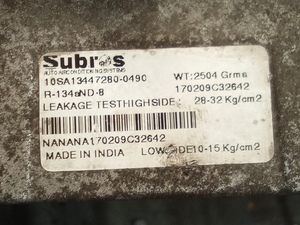 Subros
AUTO AIRCONDITIONING SYSTEMS
10SA13447280-0490 WT:2504 Grms
R-134aND-8 170209C32642
LEAKAGE TESTHIGHSIDE: 28-32 Kg/cm2
NANANA170209C32642
MADE IN INDIA LOWSIDE10-15 Kg/cm2